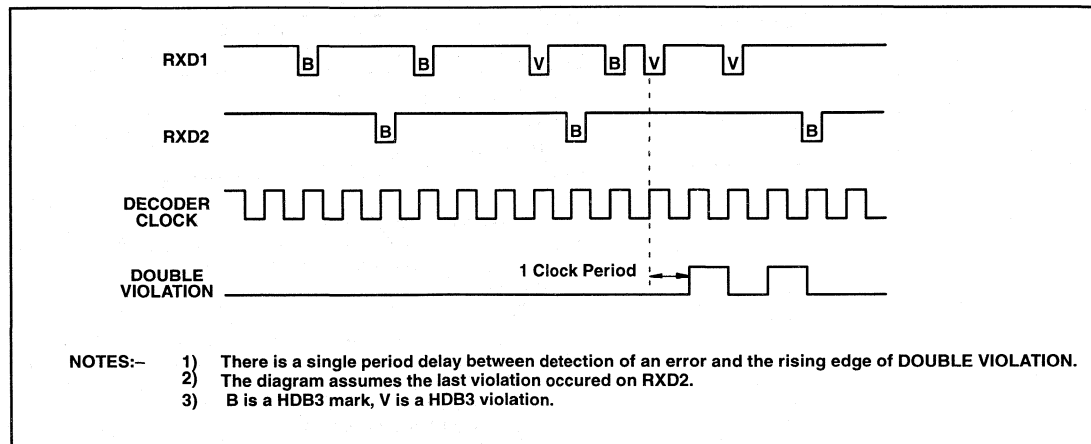 RXD1
B B V B V V
RXD2
B B B
DECODER
CLOCK
1 Clock Period
DOUBLE
VIOLATION
NOTES:– 1) There is a single period delay between detection of an error and the rising edge of DOUBLE VIOLATION.
2) The diagram assumes the last violation occured on RXD2.
3) B is a HDB3 mark, V is a HDB3 violation.